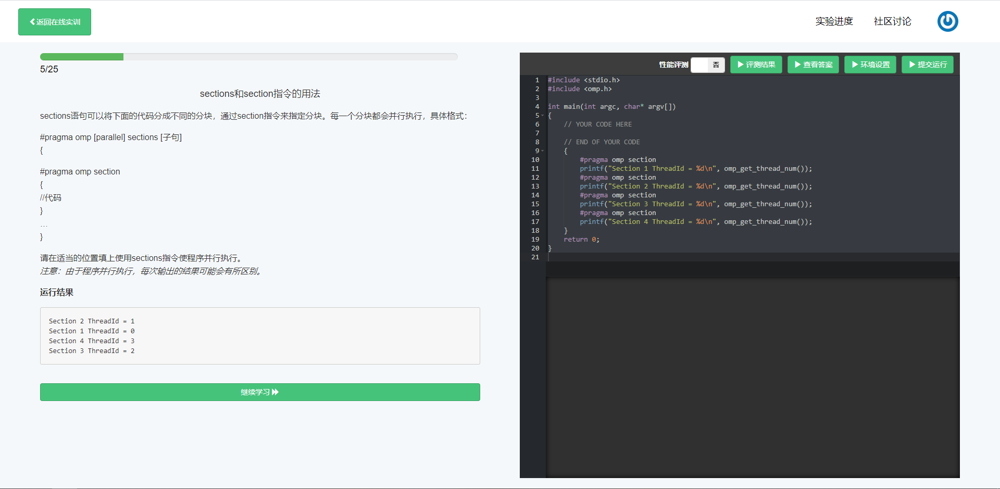 返回在线实训
实验进度
社区讨论
5/25
sections和section指令的用法
sections语句可以将下面的代码分成不同的分块，通过section指令来指定分块。每一个分块都会并行执行，具体格式：
#pragma omp [parallel] sections [子句]
{
#pragma omp section
{
//代码
}
...
}
请在适当的位置填上使用sections指令使程序并行执行。
注意：由于程序并行执行，每次输出的结果可能会有所区别。
运行结果
Section 2 ThreadId = 1
Section 1 ThreadId = 0
Section 4 ThreadId = 3
Section 3 ThreadId = 2
继续学习
性能评测 否 评测结果 查看答案 环境设置 提交运行
1 #include <stdio.h>
2 #include <omp.h>
3
4 int main(int argc, char* argv[])
5 {
6 // YOUR CODE HERE
7
8 // END OF YOUR CODE
9 {
10 #pragma omp section
11 printf("Section 1 ThreadId = %d\n", omp_get_thread_num());
12 #pragma omp section
13 printf("Section 2 ThreadId = %d\n", omp_get_thread_num());
14 #pragma omp section
15 printf("Section 3 ThreadId = %d\n", omp_get_thread_num());
16 #pragma omp section
17 printf("Section 4 ThreadId = %d\n", omp_get_thread_num());
18 }
19 return 0;
20 }
21